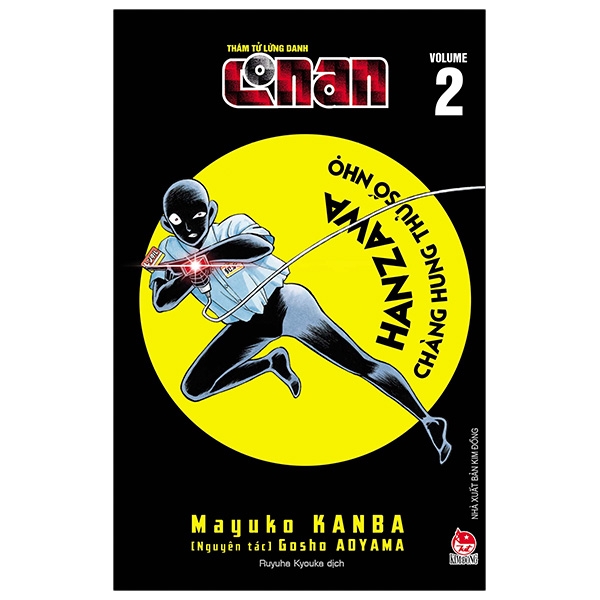 THÁM TỬ LỪNG DANH
Conan
VOLUME
2
HANZAVA
CHÀNG HUNG THỦ SỐ NHỌ
NHÀ XUẤT BẢN KIM ĐỒNG
Mayuko KANBA
[Nguyên tác] Gosho AOYAMA
Ruyuha Kyouka dịch
KIM ĐỒNG